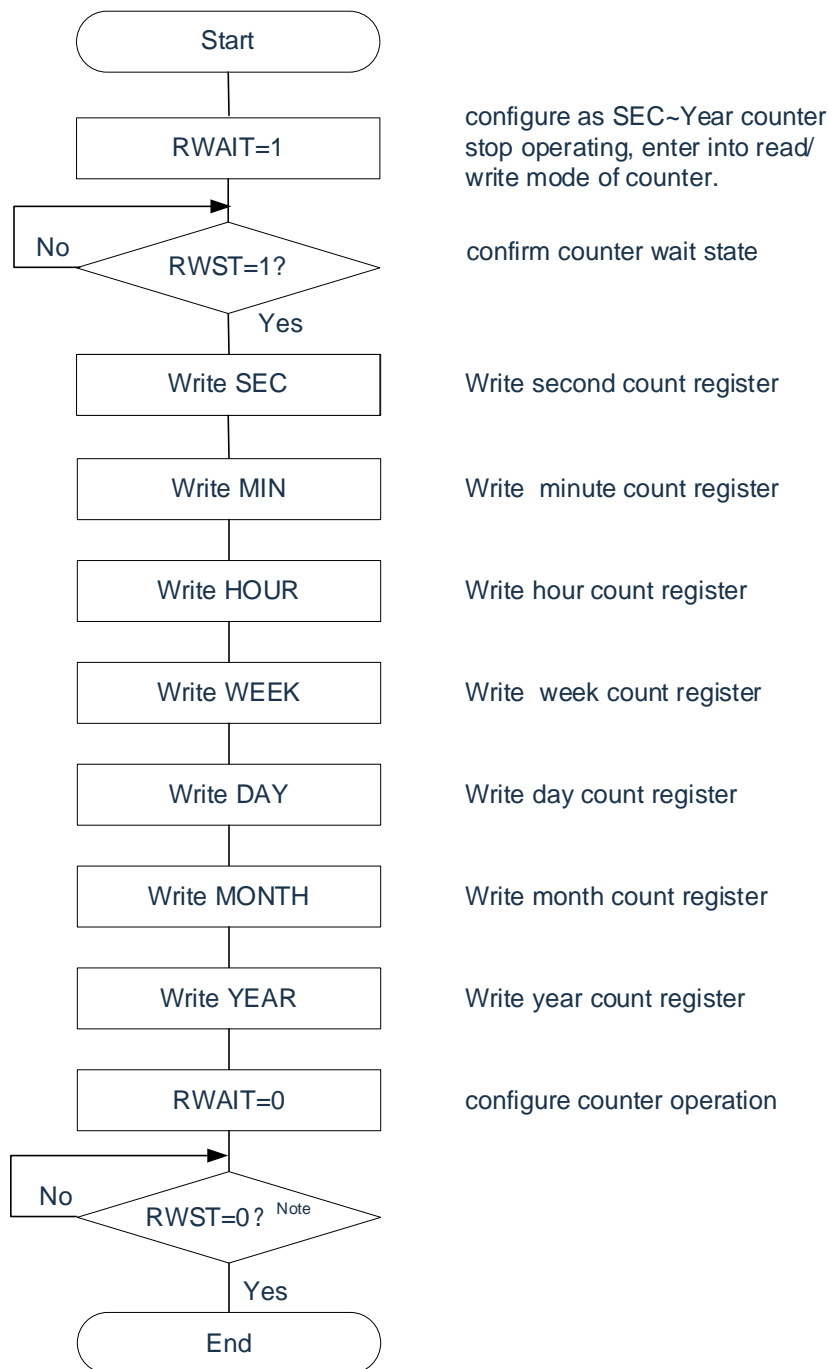 Start
RWAIT=1
configure as SEC~Year counter
stop operating, enter into read/
write mode of counter.
No
RWST=1?
confirm counter wait state
Yes
Write SEC
Write second count register
Write MIN
Write  minute count register
Write HOUR
Write hour count register
Write WEEK
Write  week count register
Write DAY
Write day count register
Write MONTH
Write month count register
Write YEAR
Write year count register
RWAIT=0
configure counter operation
No
RWST=0? Note
Yes
End